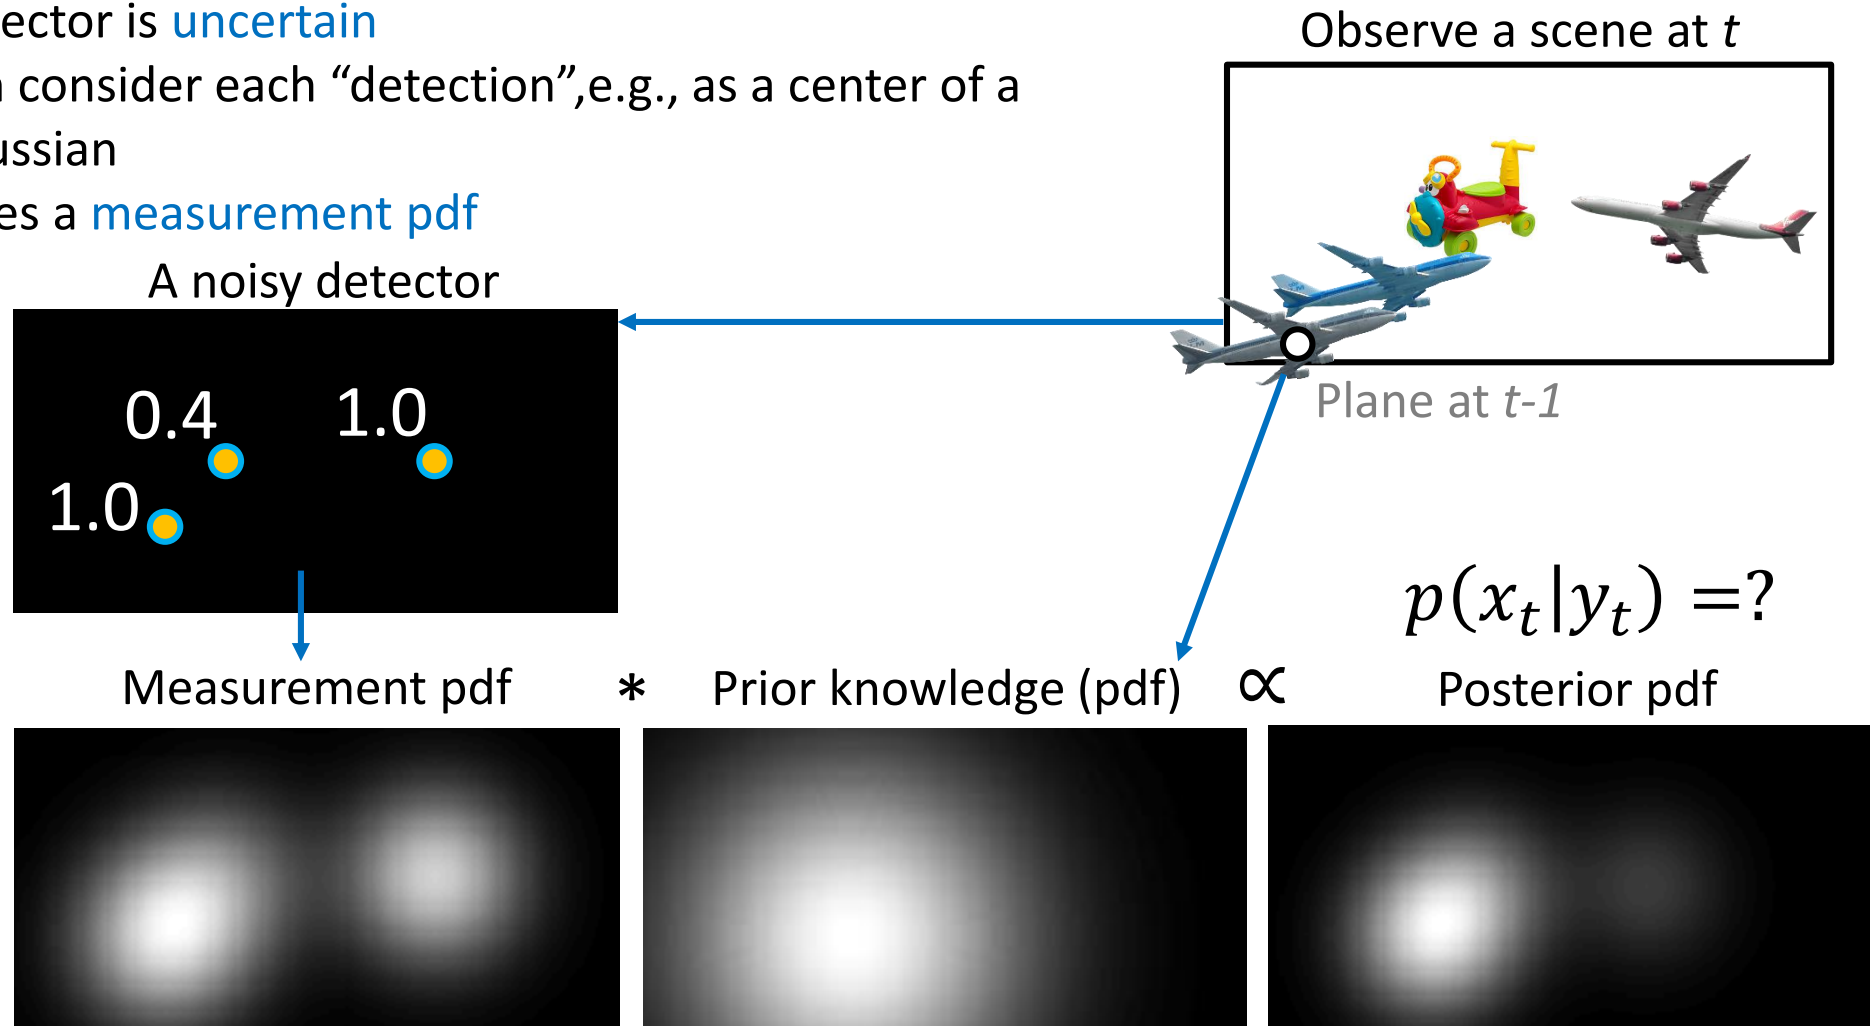 ector is uncertain
consider each “detection”,e.g., as a center of a
ussian
es a measurement pdf
Observe a scene at t
A noisy detector
0.4
1.0
1.0
Plane at t-1
p(x_t|y_t) =?
Measurement pdf * Prior knowledge (pdf) ∝ Posterior pdf